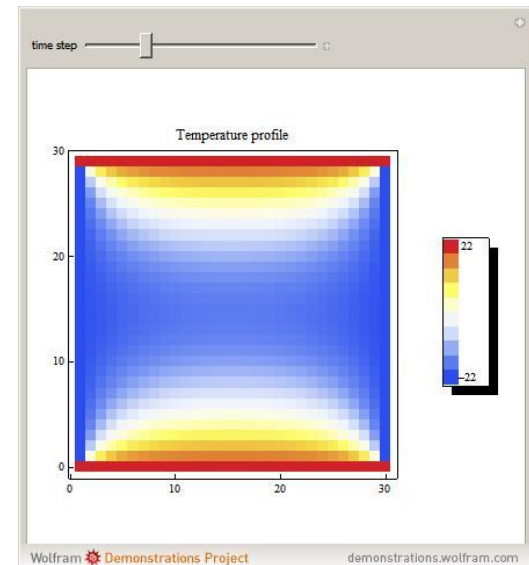 time step
Temperature profile
30
20
10
0
0 10 20 30
22
-22
Wolfram Demonstrations Project demonstrations.wolfram.com